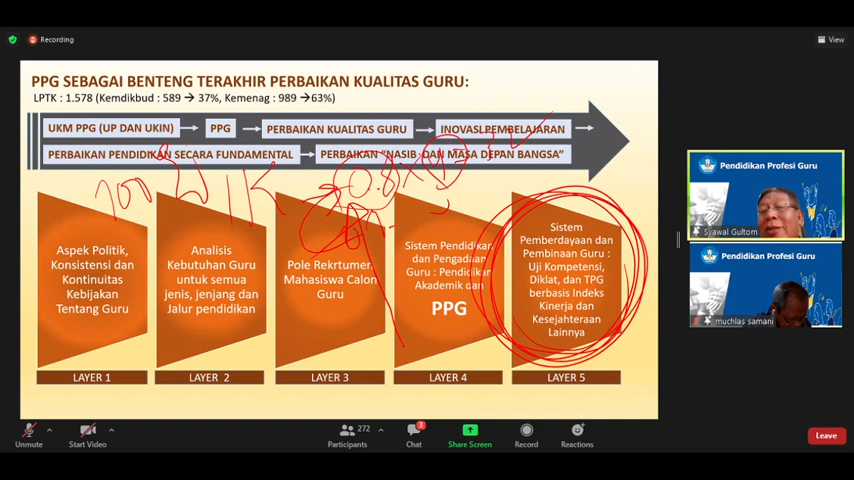 Recording
View
PPG SEBAGAI BENTENG TERAKHIR PERBAIKAN KUALITAS GURU:
LPTK : 1.578 (Kemdikbud : 589 → 37%, Kemenag : 989 →63%)
UKM PPG (UP DAN UKIN) → PPG → PERBAIKAN KUALITAS GURU → INOVASI PEMBELAJARAN →
PERBAIKAN PENDIDIKAN SECARA FUNDAMENTAL → PERBAIKAN "NASIB DAN MASA DEPAN BANGSA"
Aspek Politik,
Konsistensi dan
Kontinuitas
Kebijakan
Tentang Guru
LAYER 1
Analisis
Kebutuhan Guru
untuk semua
jenis, jenjang dan
Jalur pendidikan
LAYER 2
Pole Rekrtumen
Mahasiswa Calon
Guru
LAYER 3
Sistem Pendidikan
dan Pengadaan
Guru : Pendidikan
Akademik dan
PPG
LAYER 4
Sistem
Pemberdayaan dan
Pembinaan Guru :
Uji Kompetensi,
Diklat, dan TPG
berbasis Indeks
Kinerja dan
Kesejahteraan
Lainnya
LAYER 5
Pendidikan Profesi Guru
Syawal Gultom
Pendidikan Profesi Guru
muchlas samani
Unmute
Start Video
272
Participants
3
Chat
Share Screen
Record
Reactions
Leave